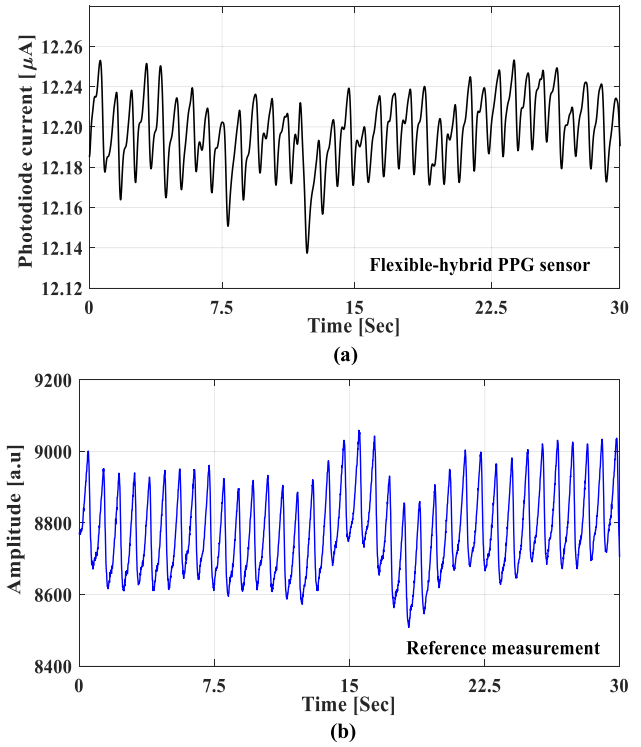 12.26
12.24
12.20
12.18
12.16
12.14
12.12
Photodiode current [μA]
Flexible-hybrid PPG sensor
0 7.5 15 22.5 30
Time [Sec]
(a)
9200
9000
8800
8600
8400
Amplitude [a.u]
Reference measurement
0 7.5 15 22.5 30
Time [Sec]
(b)